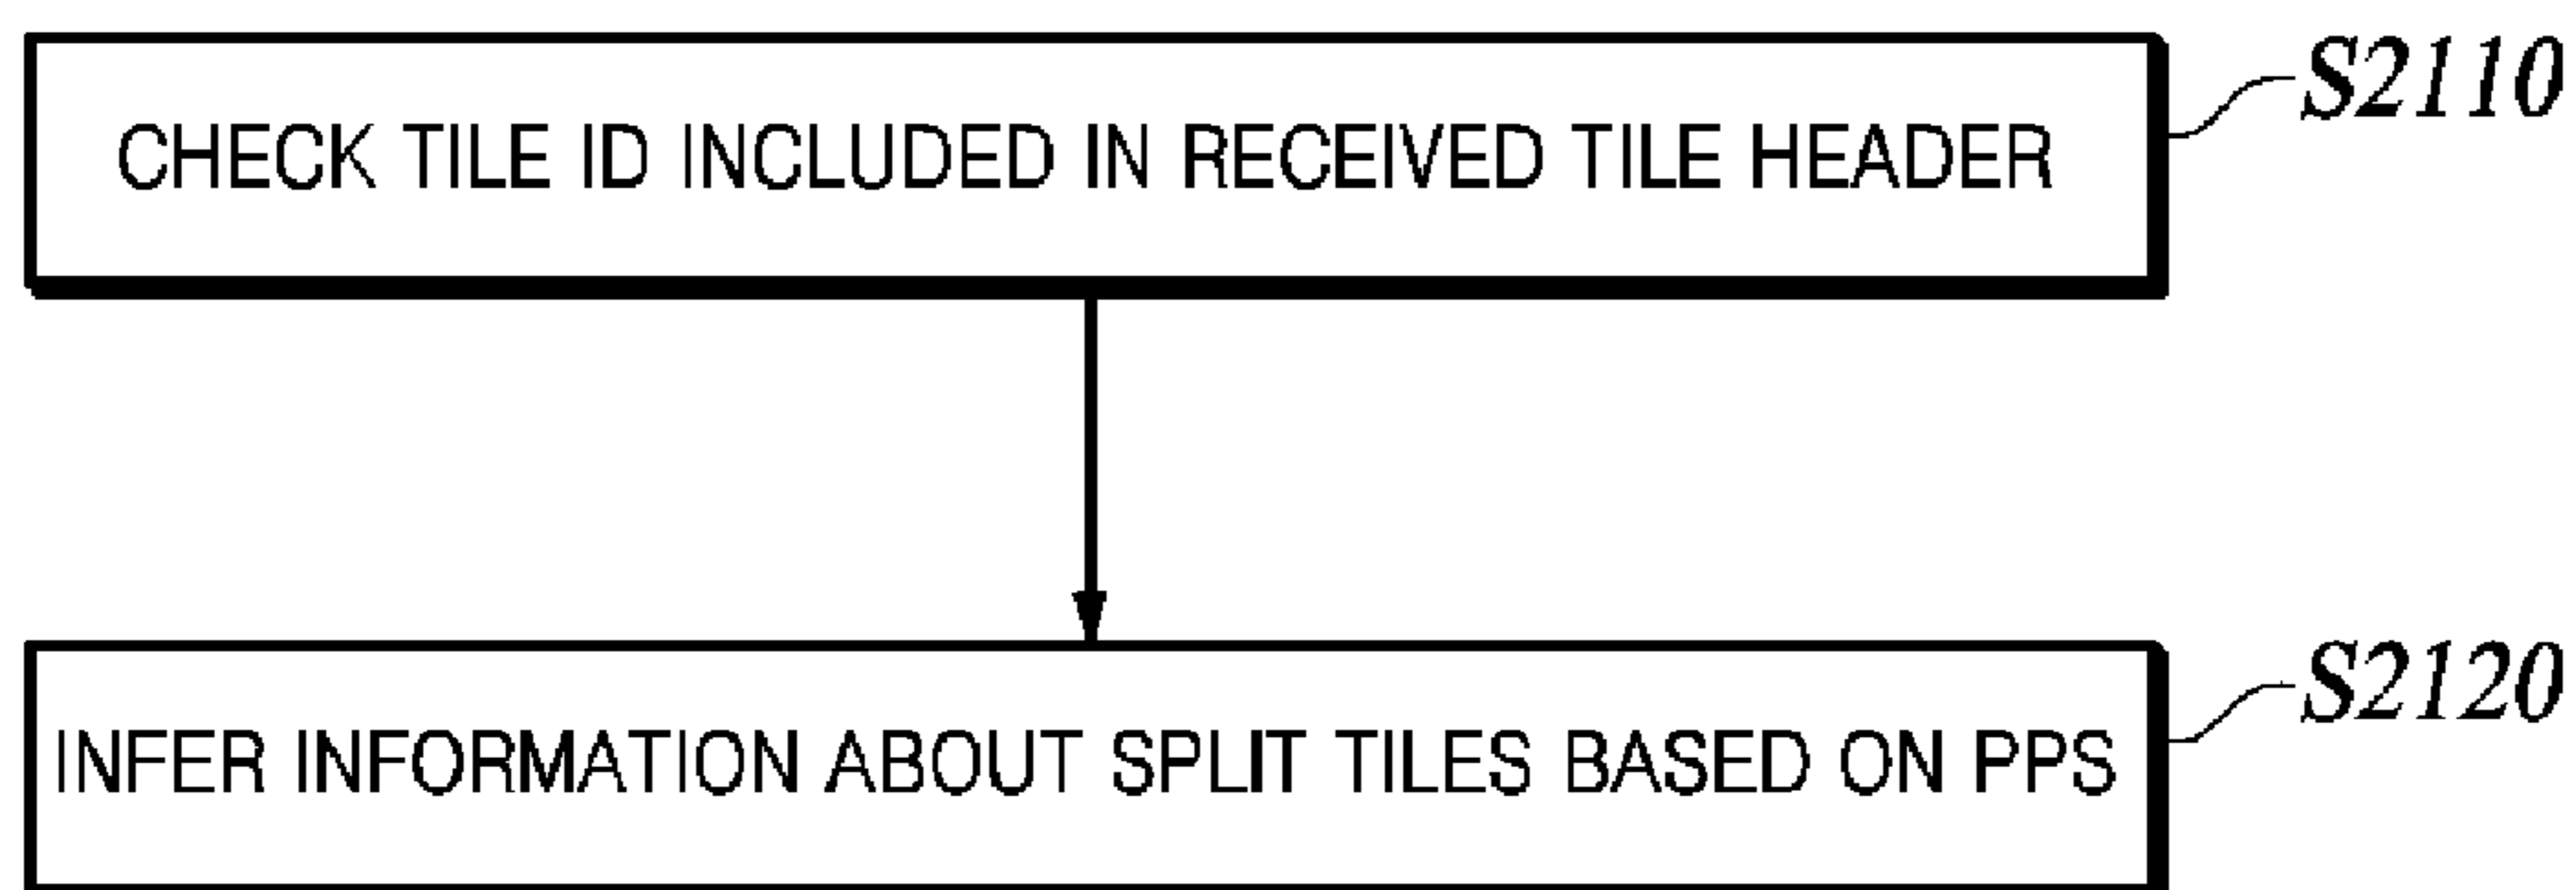 CHECK TILE ID INCLUDED IN RECEIVED TILE HEADER
S2110
INFER INFORMATION ABOUT SPLIT TILES BASED ON PPS
S2120